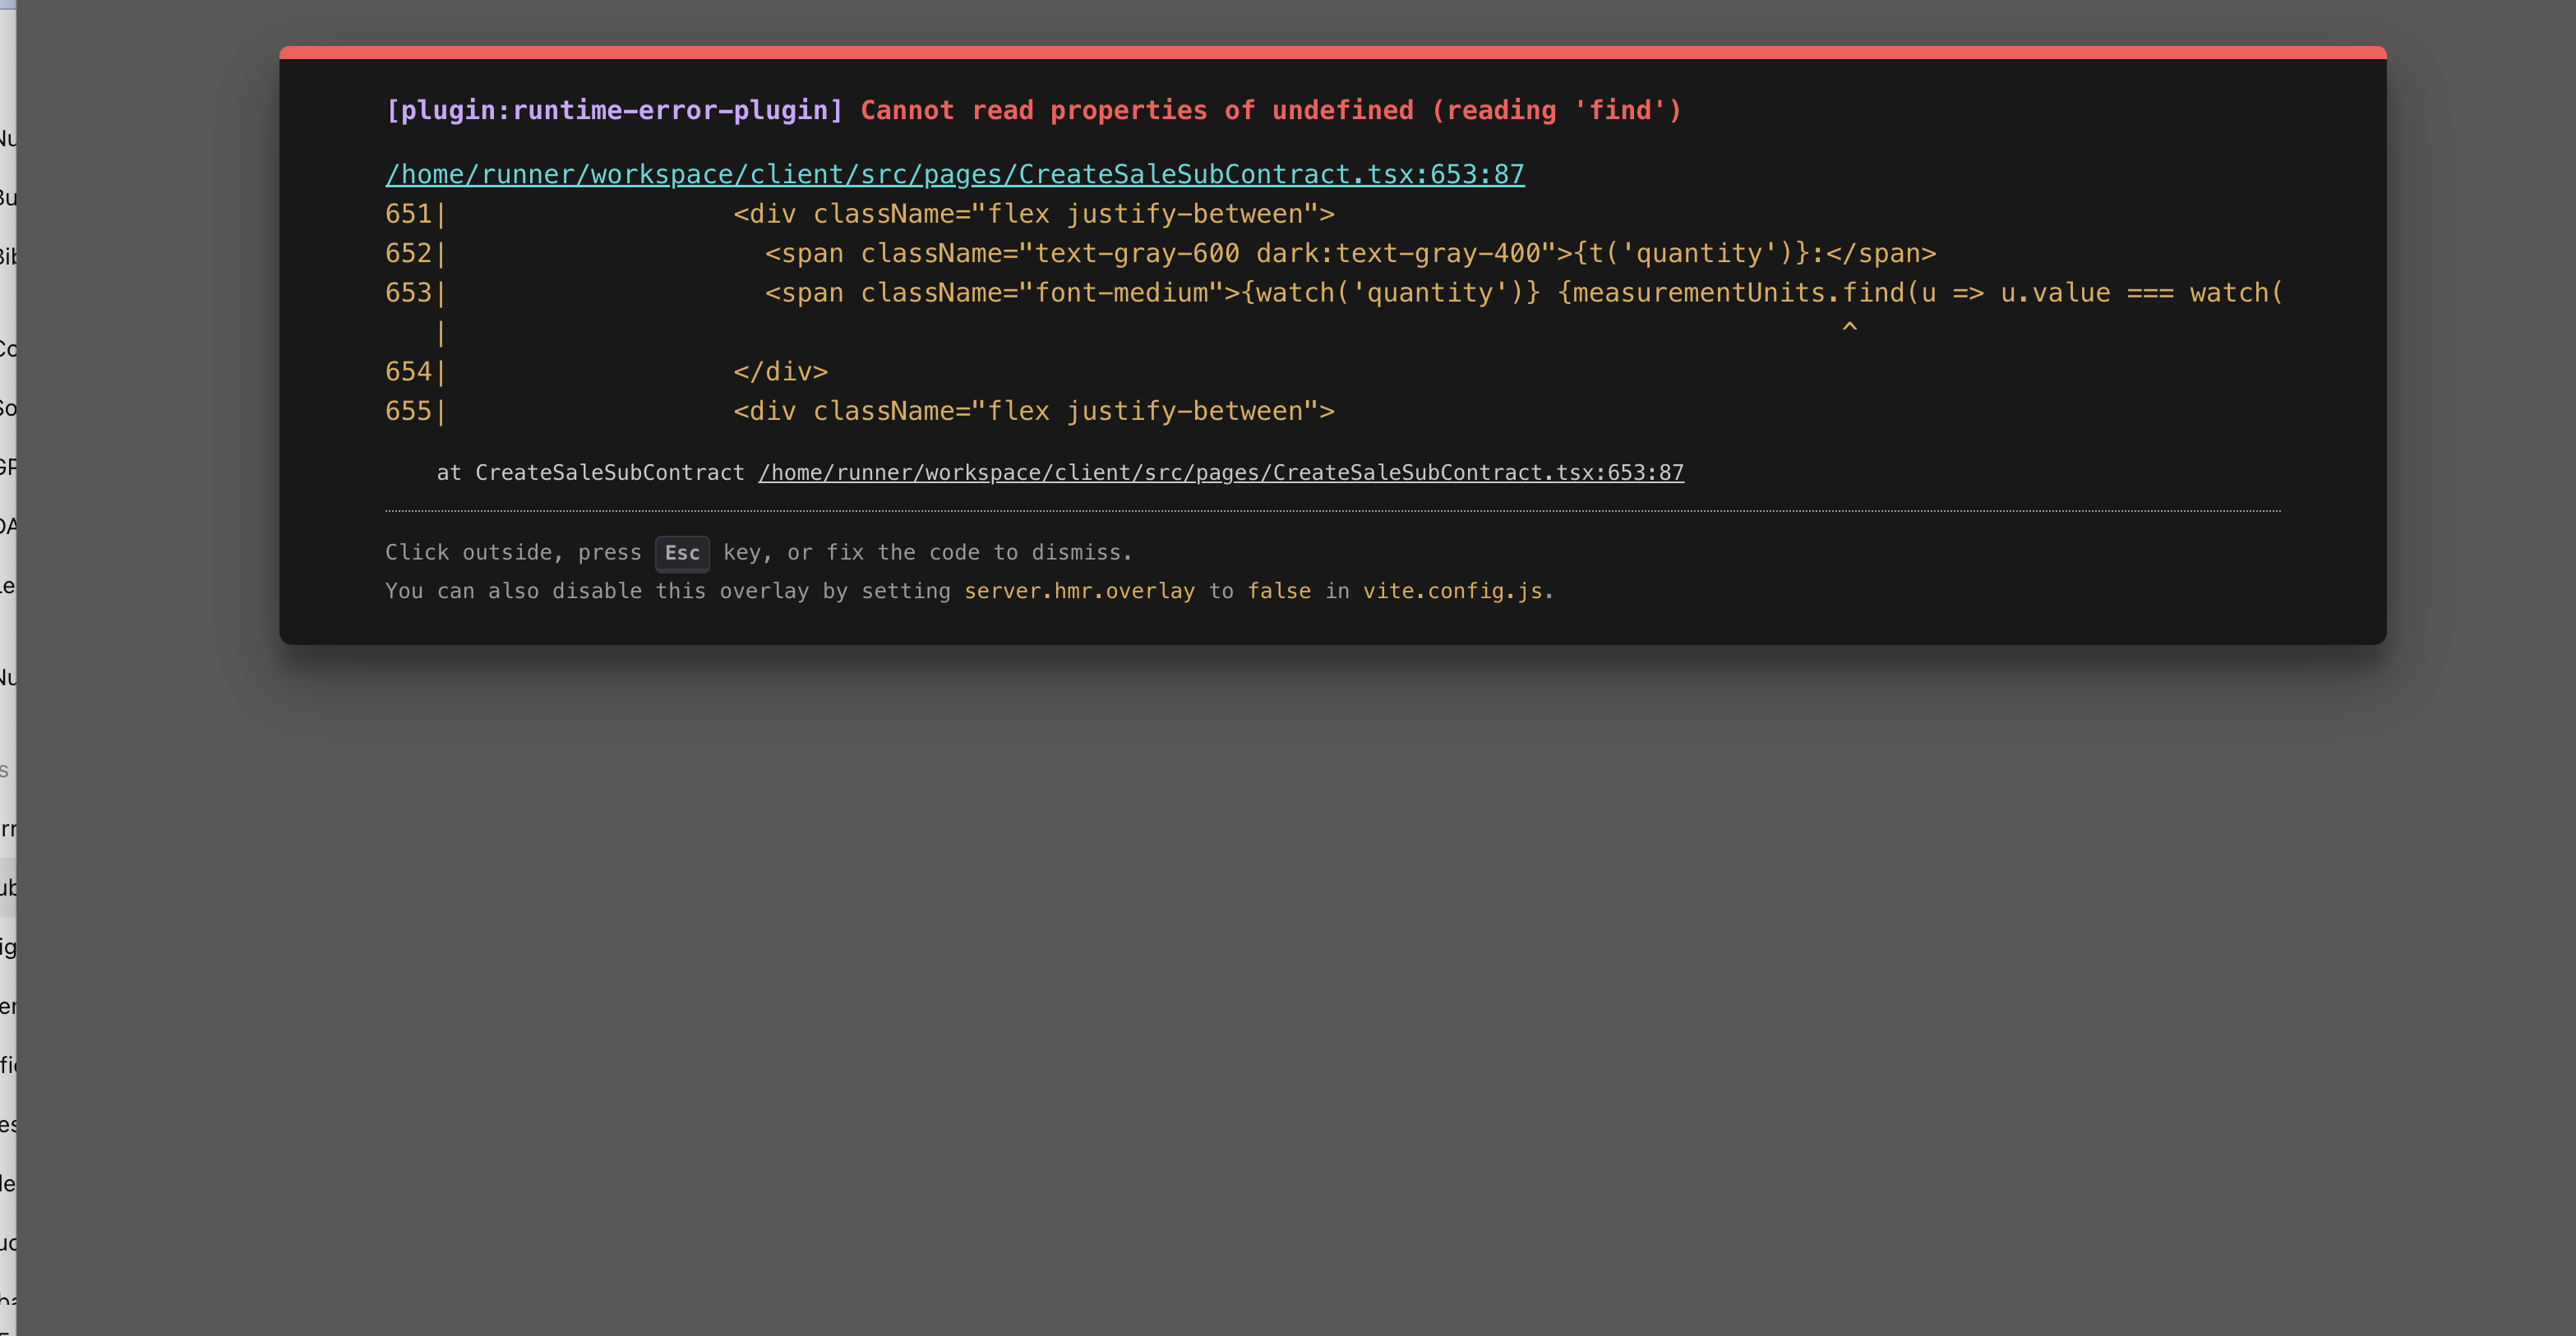 [plugin:runtime-error-plugin] Cannot read properties of undefined (reading 'find')
/home/runner/workspace/client/src/pages/CreateSaleSubContract.tsx:653:87
651|                  <div className="flex justify-between">
652|                    <span className="text-gray-600 dark:text-gray-400">{t('quantity')}:</span>
653|                    <span className="font-medium">{watch('quantity')} {measurementUnits.find(u => u.value === watch(
   |                                                                                       ^
654|                  </div>
655|                  <div className="flex justify-between">
at CreateSaleSubContract /home/runner/workspace/client/src/pages/CreateSaleSubContract.tsx:653:87
Click outside, press Esc key, or fix the code to dismiss.
You can also disable this overlay by setting server.hmr.overlay to false in vite.config.js.